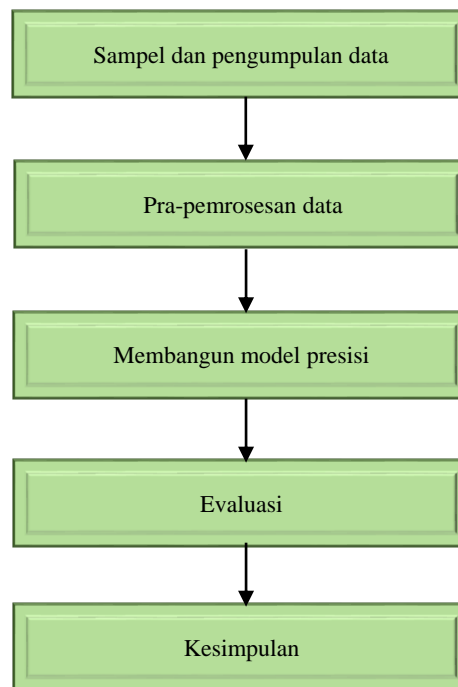 Sampel dan pengumpulan data
Pra-pemrosesan data
Membangun model presisi
Evaluasi
Kesimpulan